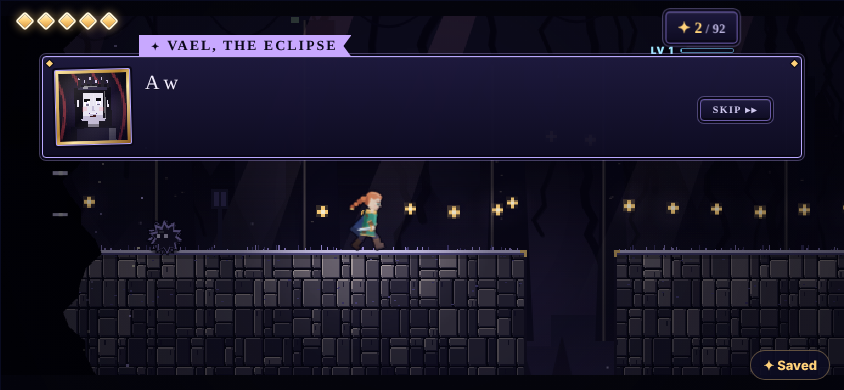 ✦ 2 / 92
✦ VAEL, THE ECLIPSE
LV 1
A w
SKIP ▸▸
✦ Saved